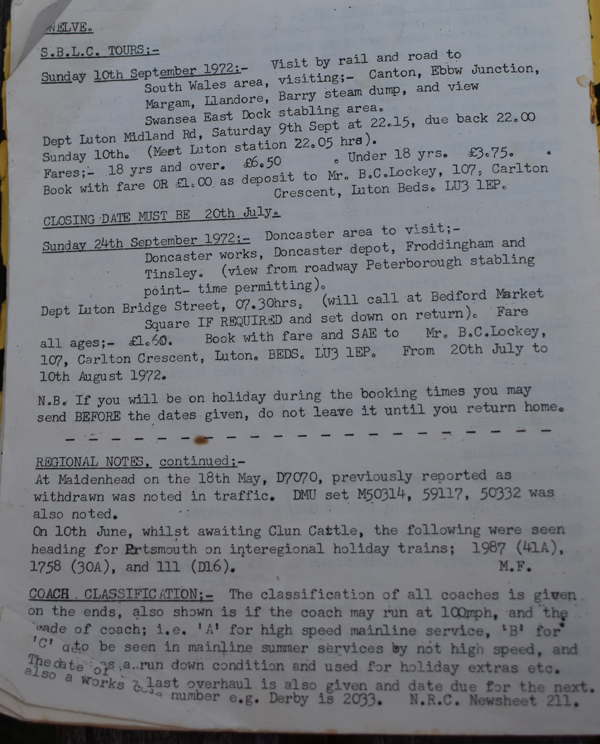 WELVE.
S.B.L.C. TOURS:-
Sunday 10th September 1972:- Visit by rail and road to
South Wales area, visiting;- Canton, Ebbw Junction,
Margam, Llandore, Barry steam dump, and view
Swansea East Dock stabling area.
Dept Luton Midland Rd, Saturday 9th Sept at 22.15, due back 22.00
Sunday 10th. (Meet Luton station 22.05 hrs).
Fares;- 18 yrs and over. £6.50 . Under 18 yrs. £3.75. .
Book with fare OR £1.00 as deposit to Mr. B.C.Lockey, 107, Carlton
Crescent, Luton Beds. LU3 1EP.
CLOSING DATE MUST BE 20th July.
Sunday 24th September 1972;- Doncaster area to visit;-
Doncaster works, Doncaster depot, Froddingham and
Tinsley. (view from roadway Peterborough stabling
point- time permitting).
Dept Luton Bridge Street, 07.30hrs, (will call at Bedford Market
Square IF REQUIRED and set down on return). Fare
all ages;- £1.60. Book with fare and SAE to Mr. B.C.Lockey,
107, Carlton Crescent, Luton. BEDS. LU3 1EP. From 20th July to
10th August 1972.
N.B. If you will be on holiday during the booking times you may
send BEFORE the dates given, do not leave it until you return home.
REGIONAL NOTES, continued;-
At Maidenhead on the 18th May, D7070, previously reported as
withdrawn was noted in traffic. DMU set M50314, 59117, 50332 was
also noted.
On 10th June, whilst awaiting Clun Cattle, the following were seen
heading for Prtsmouth on interegional holiday trains; 1987 (41A),
1758 (30A), and 111 (D16). M.F.
COACH CLASSIFICATION;- The classification of all coaches is given
on the ends, also shown is if the coach may run at 100mph, and the
ade of coach; i.e. 'A' for high speed mainline service, 'B' for
'C' to be seen in mainline summer services by not high speed, and
run down condition and used for holiday extras etc.
The date of last overhaul is also given and date due for the next.
also a works number e.g. Derby is 2033. N.R.C. Newsheet 211.